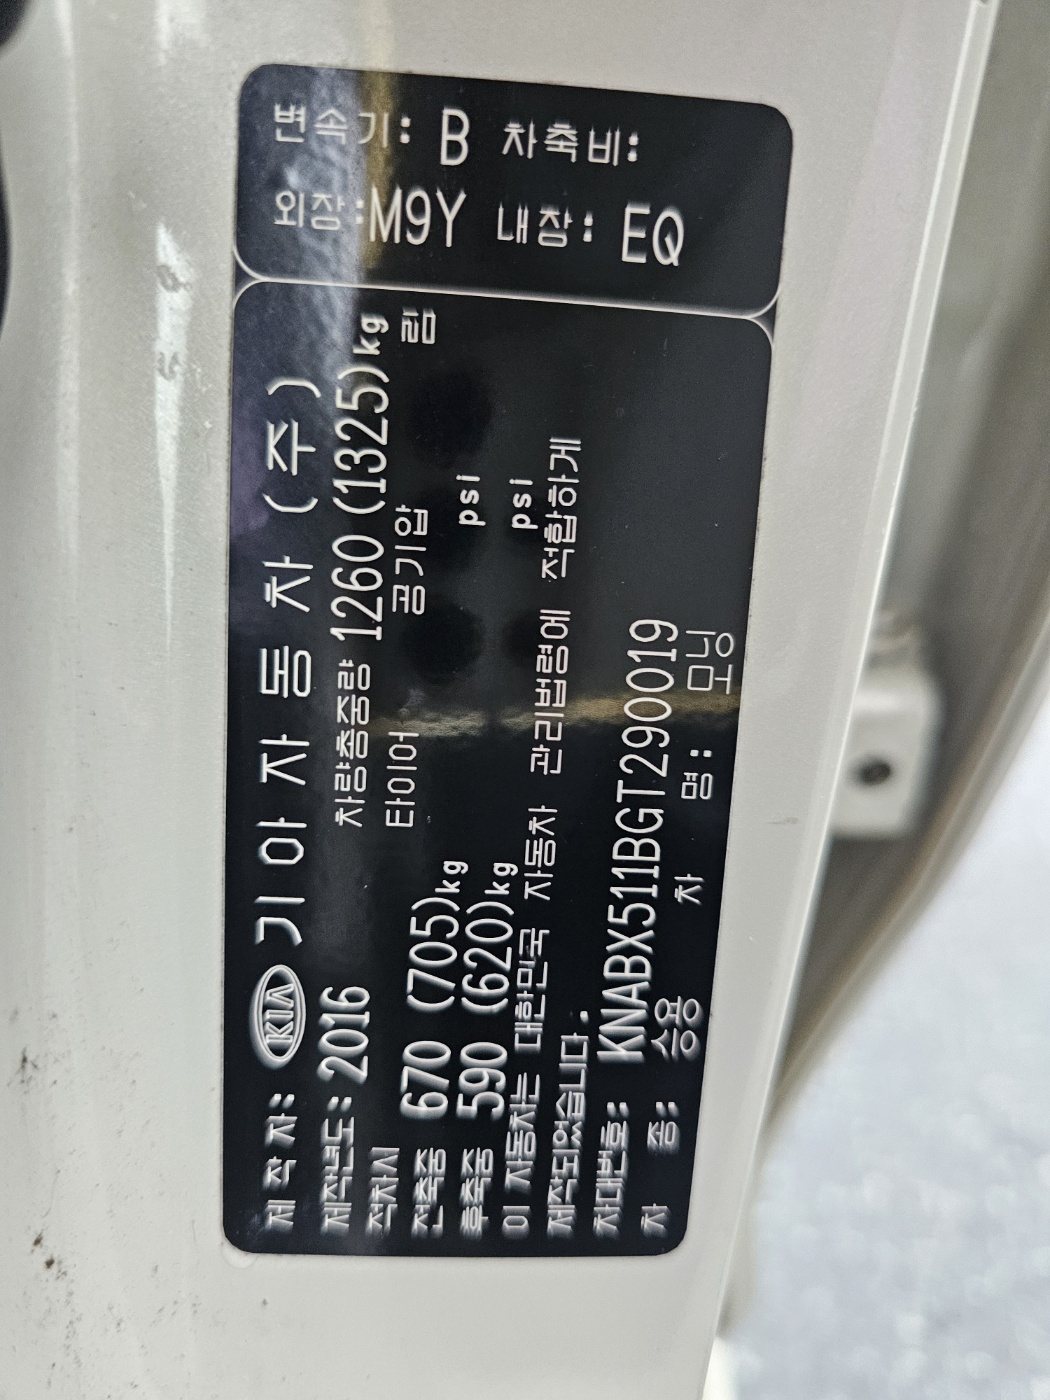 변속기: B 차축비:
외장: M9Y 내장: EQ
제 작 자: KIA 기 아 자 동 차 (주)
제작년도: 2016 차량총중량 1260 (1325)kg
적차시 타이어 공기압 림
전축중 670 (705)kg psi
후축중 590 (620)kg psi
이 자동차는 대한민국 자동차 관리법령에 적합하게
제작되었습니다.
차대번호: KNABX511BGT290019
차 종: 승용 차 명: 모닝